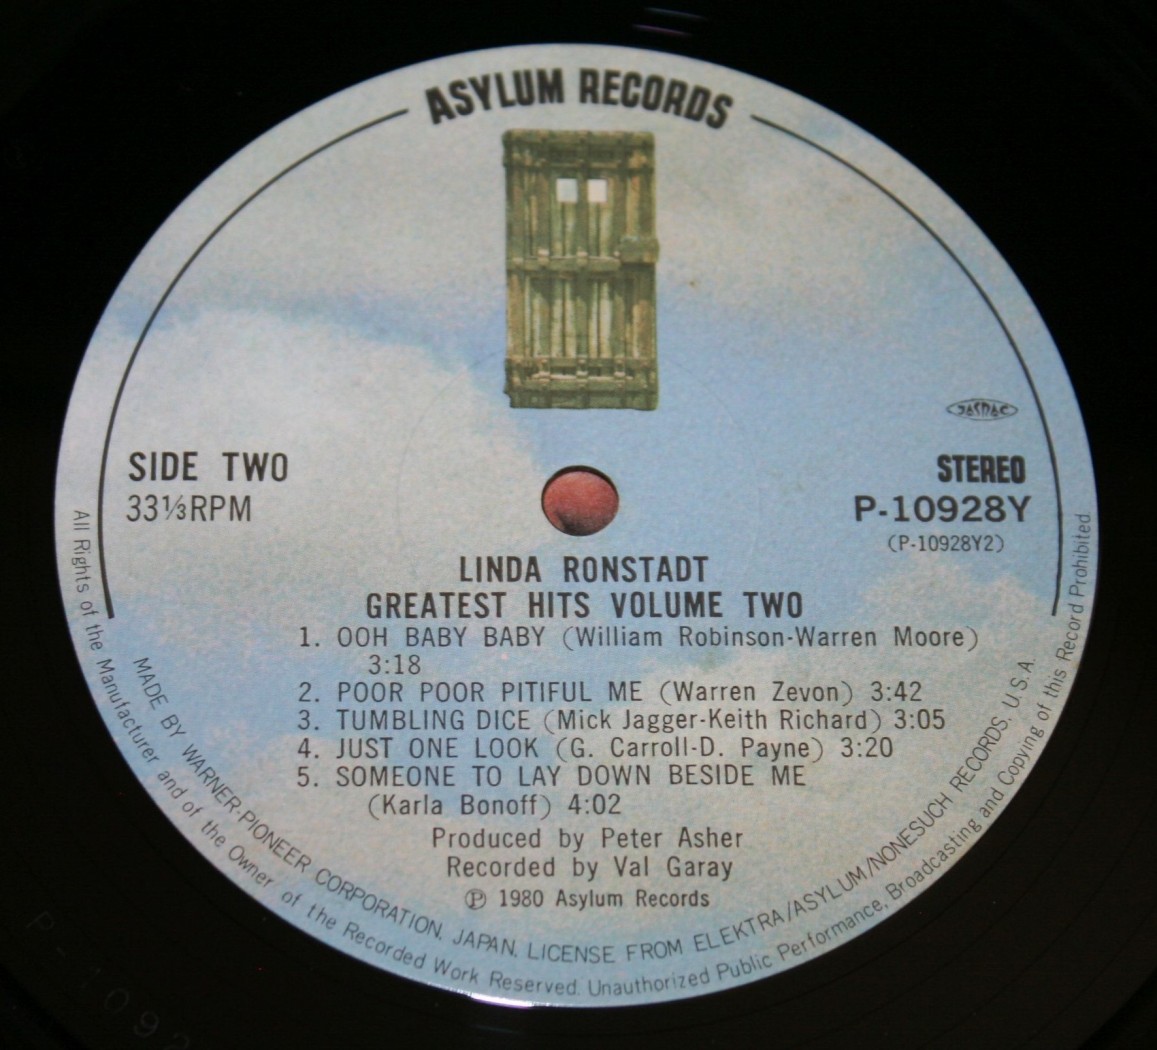 ASYLUM RECORDS
JASRAC
SIDE TWO
33⅓RPM
STEREO
P-10928Y
(P-10928Y2)
LINDA RONSTADT
GREATEST HITS VOLUME TWO
1. OOH BABY BABY (William Robinson-Warren Moore)
3:18
2. POOR POOR PITIFUL ME (Warren Zevon) 3:42
3. TUMBLING DICE (Mick Jagger-Keith Richard) 3:05
4. JUST ONE LOOK (G. Carroll-D. Payne) 3:20
5. SOMEONE TO LAY DOWN BESIDE ME
(Karla Bonoff) 4:02
Produced by Peter Asher
Recorded by Val Garay
Ⓟ 1980 Asylum Records
MADE BY WARNER-PIONEER CORPORATION. JAPAN. LICENSE FROM ELEKTRA/ASYLUM/NONESUCH RECORDS. U.S.A.
All Rights of the Manufacturer and of the Owner of the Recorded Work Reserved. Unauthorized Public Performance, Broadcasting and Copying of this Record Prohibited.
P-1092